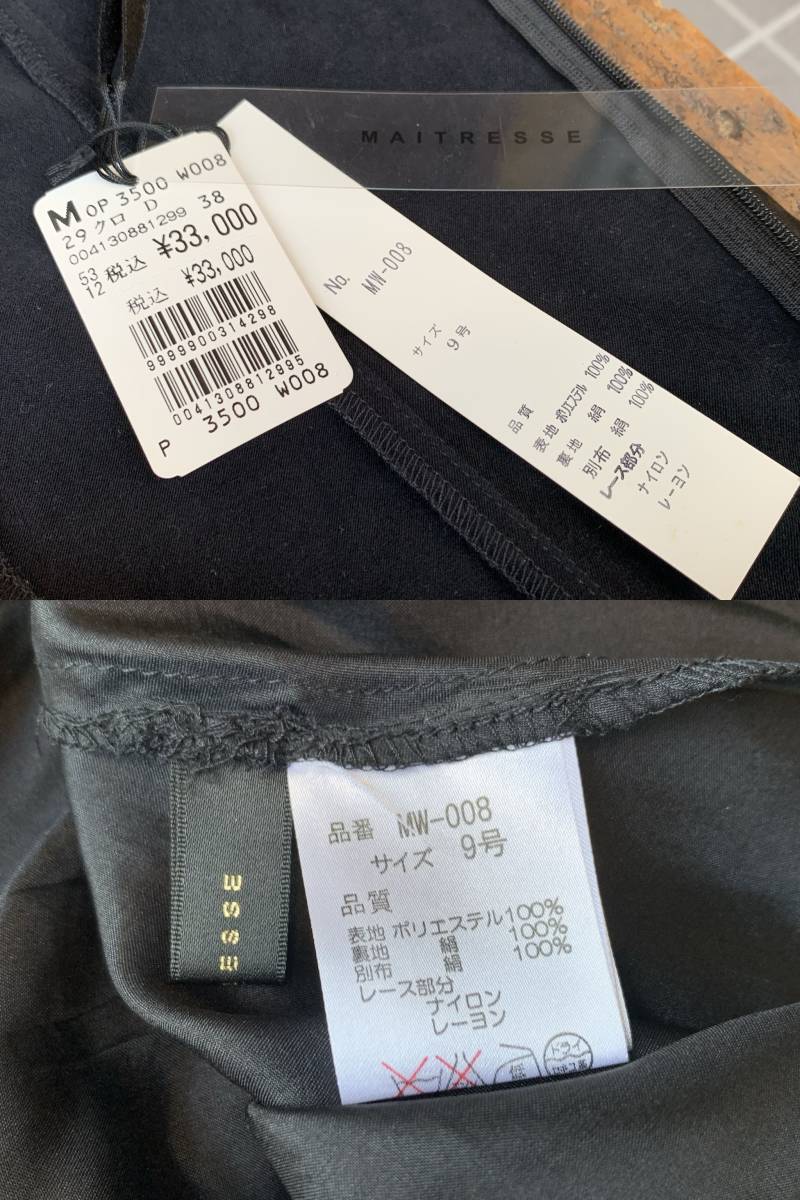 MAITRESSE
M OP 3500 W008
29 クロ D
004130881299 38
53 税込 ¥33,000
12
税込 ¥33,000
9999900314298
0041308812995
P 3500 W008
No. MW-008
サイズ 9号
品質
表地 ポリエステル 100%
裏地 絹 100%
別布 絹 100%
レース部分
ナイロン
レーヨン
ESSE
品番 MW-008
サイズ 9号
品質
表地 ポリエステル 100%
裏地 絹 100%
別布 絹 100%
レース部分
ナイロン
レーヨン
低
ドライ